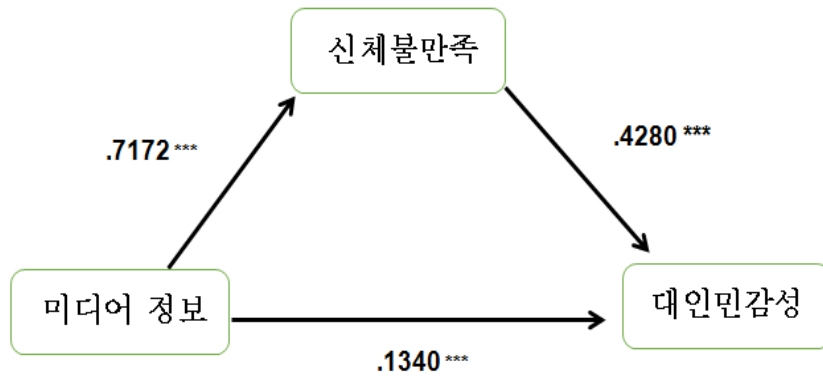 신체불만족
.7172 ***
.4280 ***
미디어 정보
대인민감성
.1340 ***